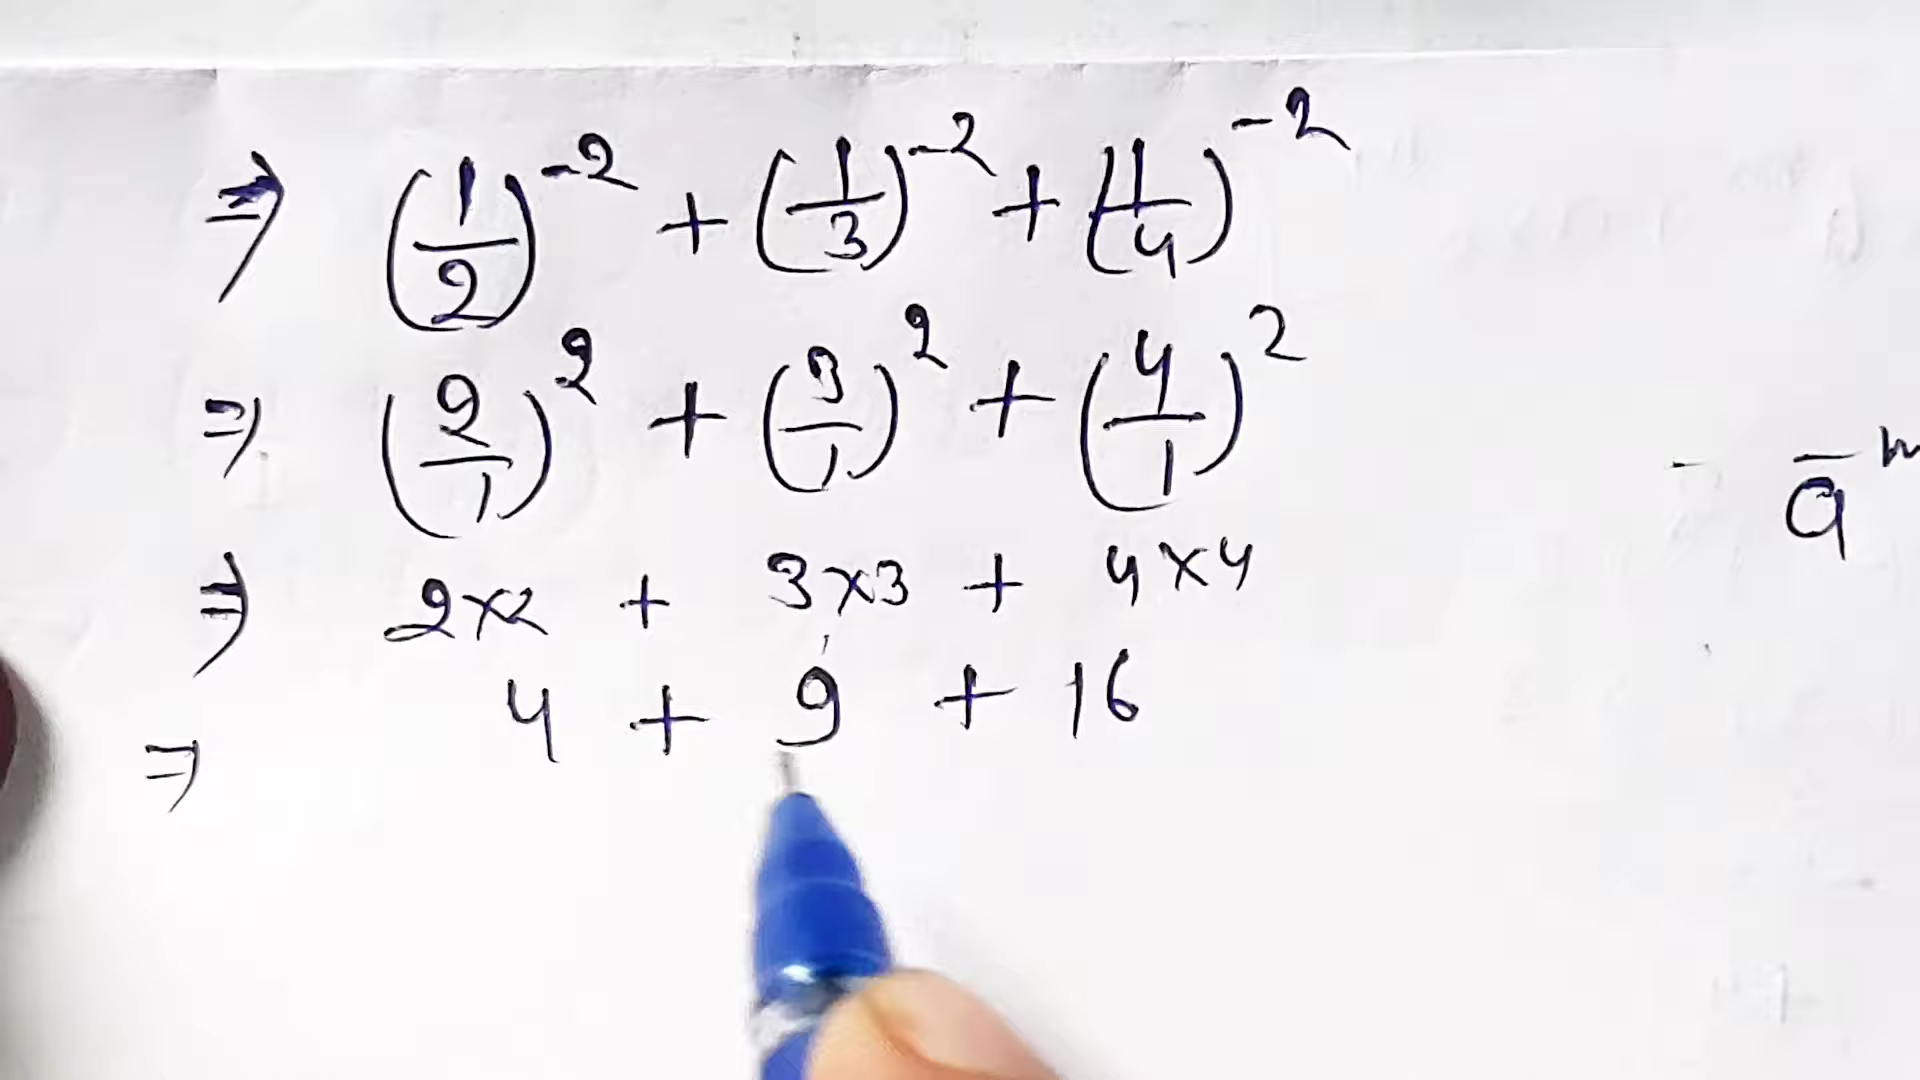 ⇒ (1/2)^-2 + (1/3)^-2 + (1/4)^-2
⇒ (2/1)^2 + (3/1)^2 + (4/1)^2
a^-m
⇒ 2×2 + 3×3 + 4×4
⇒ 4 + 9 + 16